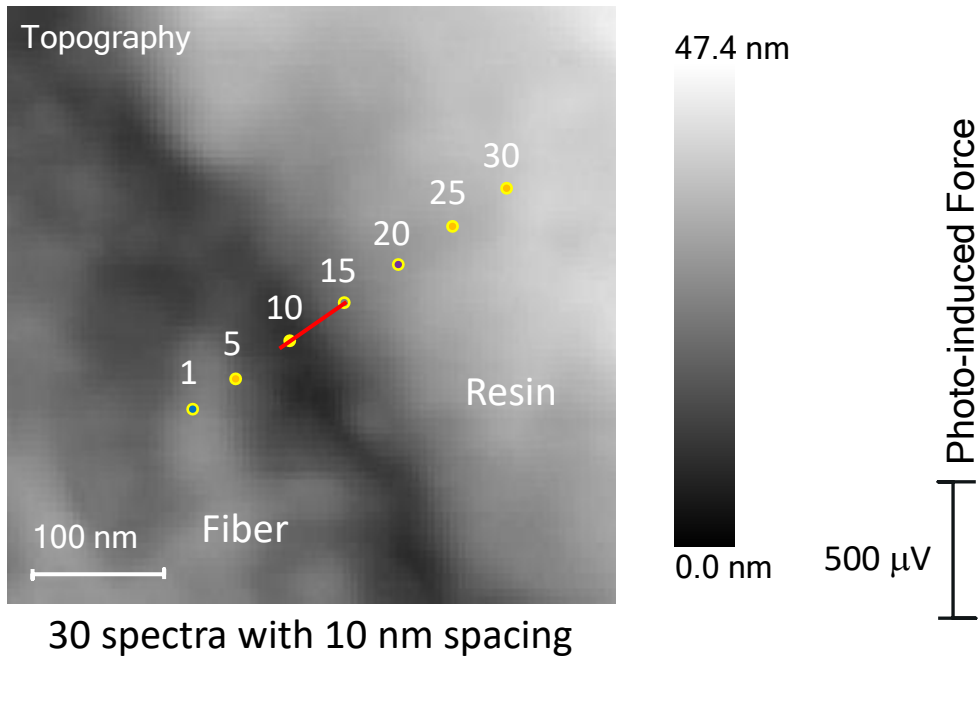 Topography
30
25
20
15
10
5
1
Resin
Fiber
100 nm
30 spectra with 10 nm spacing
47.4 nm
0.0 nm
500 μV
Photo-induced Force